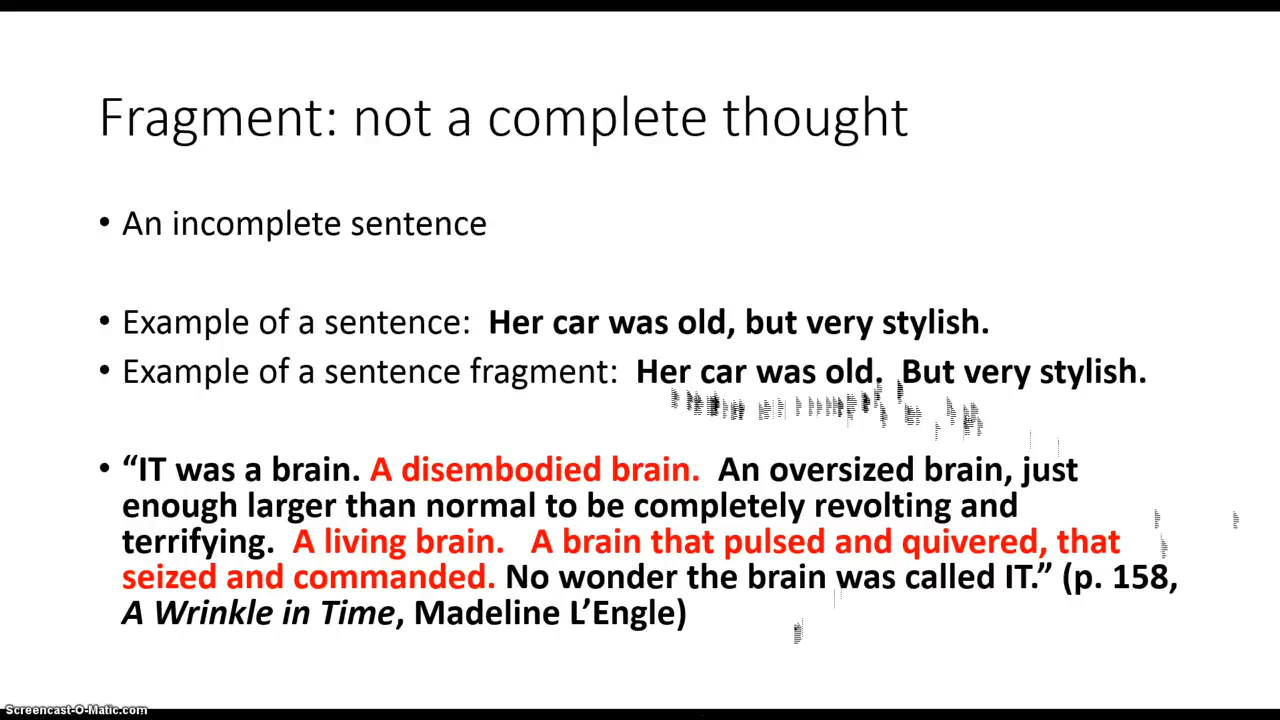 Fragment: not a complete thought
• An incomplete sentence
• Example of a sentence: Her car was old, but very stylish.
• Example of a sentence fragment: Her car was old. But very stylish.
• “IT was a brain. A disembodied brain. An oversized brain, just
enough larger than normal to be completely revolting and
terrifying. A living brain. A brain that pulsed and quivered, that
seized and commanded. No wonder the brain was called IT.” (p. 158,
A Wrinkle in Time, Madeline L’Engle)
Screencast-O-Matic.com